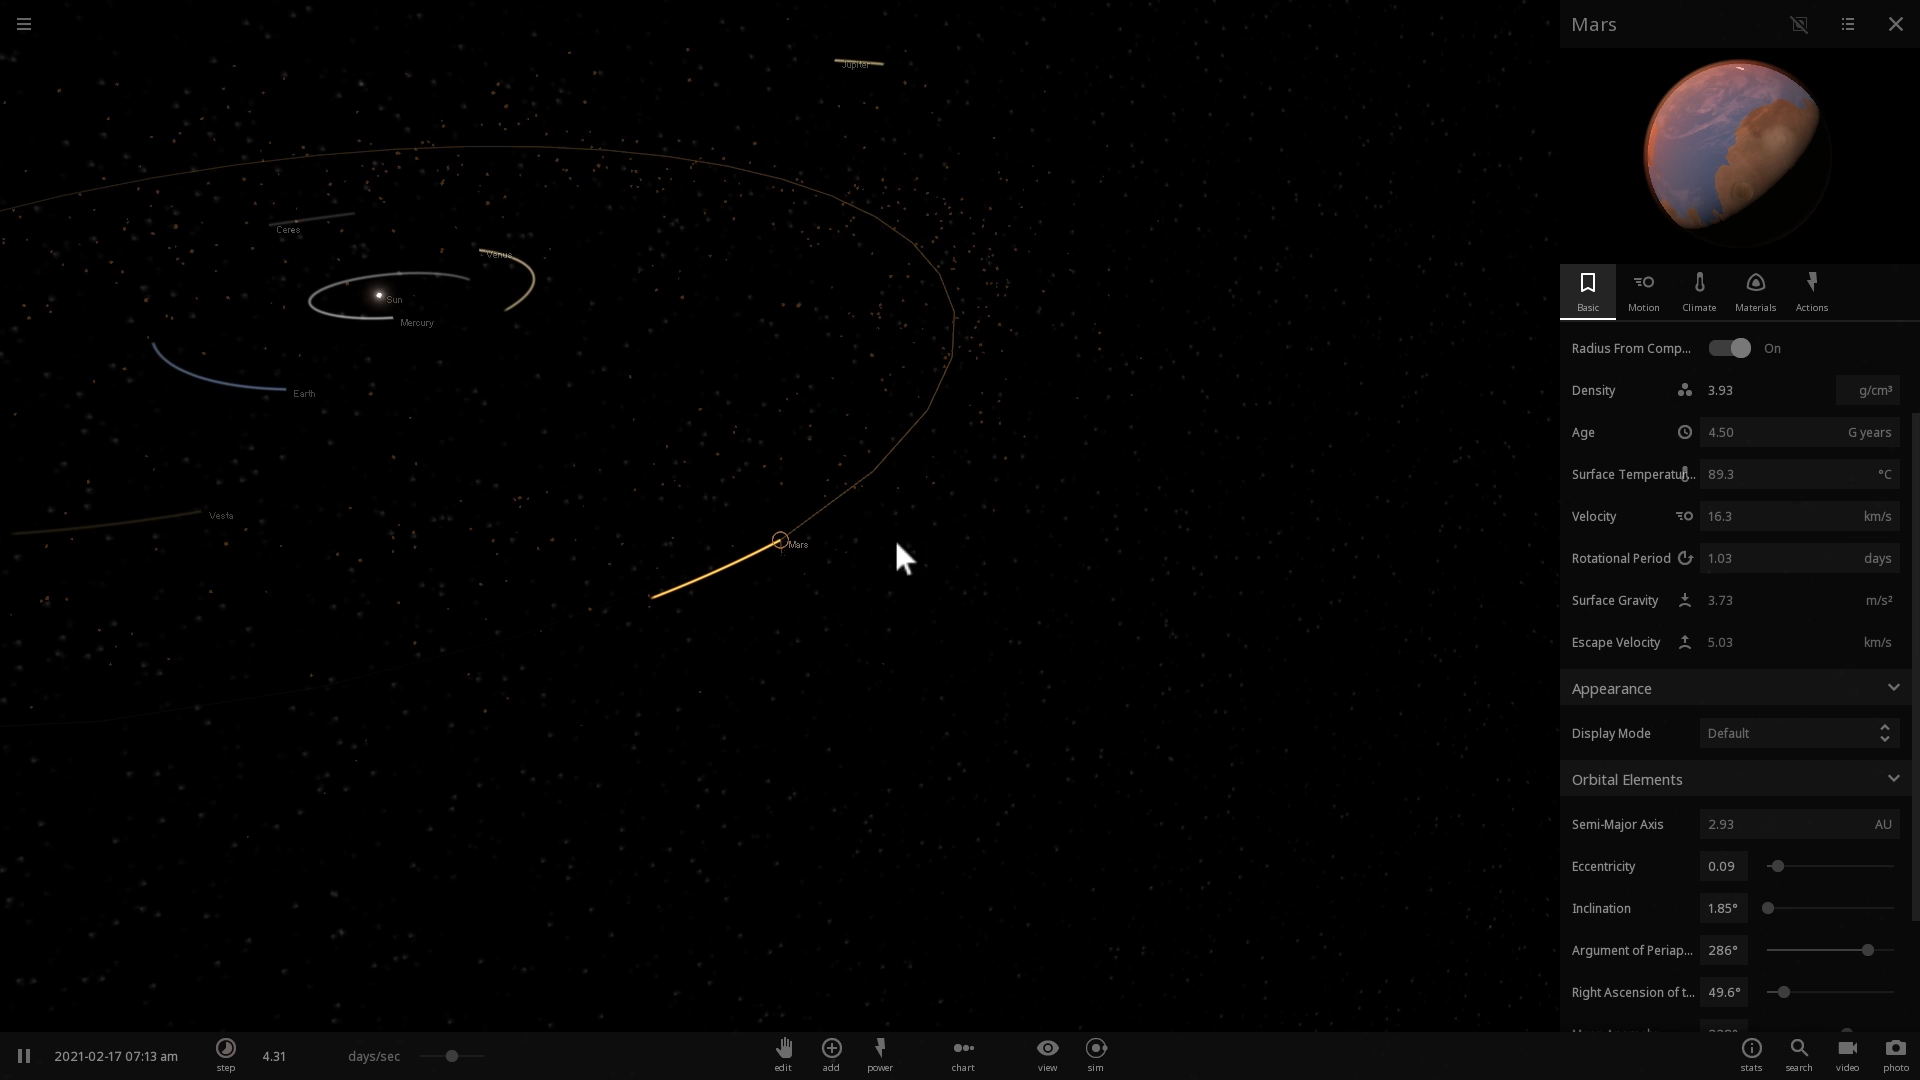 Mars
Jupiter
Ceres
Venus
Sun
Mercury
Earth
Vesta
Mars
Basic
Motion
Climate
Materials
Actions
Radius From Comp... On
Density 3.93 g/cm³
Age 4.50 G years
Surface Temperatur... 89.3 °C
Velocity 16.3 km/s
Rotational Period 1.03 days
Surface Gravity 3.73 m/s²
Escape Velocity 5.03 km/s
Appearance
Display Mode Default
Orbital Elements
Semi-Major Axis 2.93 AU
Eccentricity 0.09
Inclination 1.85°
Argument of Periap... 286°
Right Ascension of t... 49.6°
2021-02-17 07:13 am
step
4.31 days/sec
edit
add
power
chart
view
sim
stats
search
video
photo